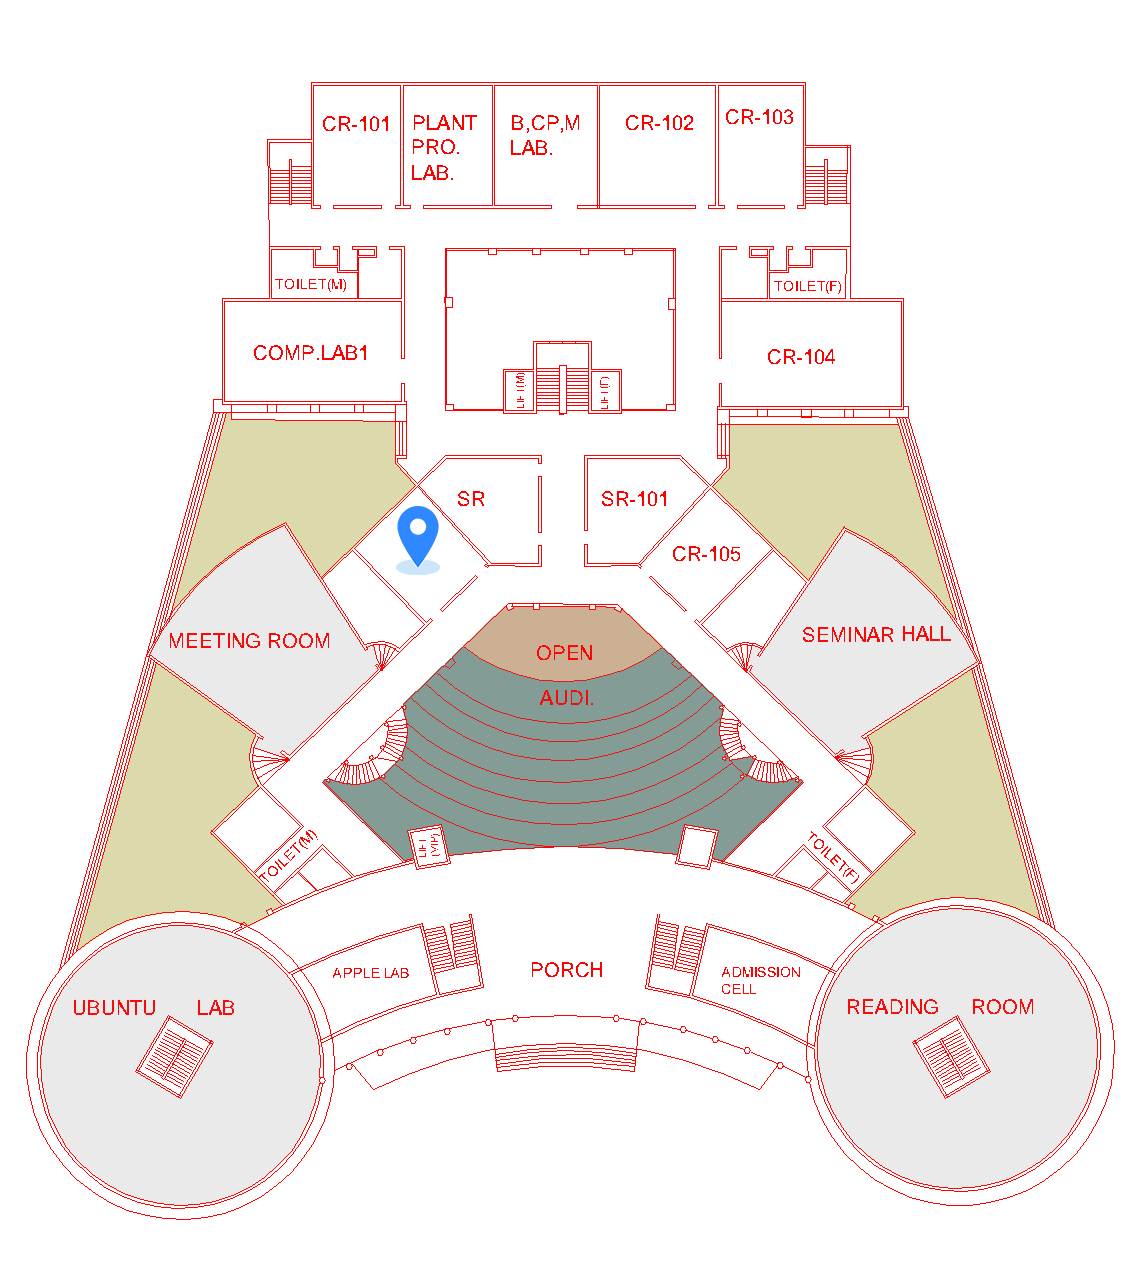 CR-101
PLANT
PRO.
LAB.
B,CP,M
LAB.
CR-102
CR-103
TOILET(M)
TOILET(F)
COMP.LAB1
CR-104
LIFT(M)
LIFT(F)
SR
SR-101
CR-105
MEETING ROOM
SEMINAR HALL
OPEN
AUDI.
TOILET(M)
LIFT
(VIP)
TOILET(F)
APPLE LAB
PORCH
ADMISSION
CELL
UBUNTU LAB
READING ROOM